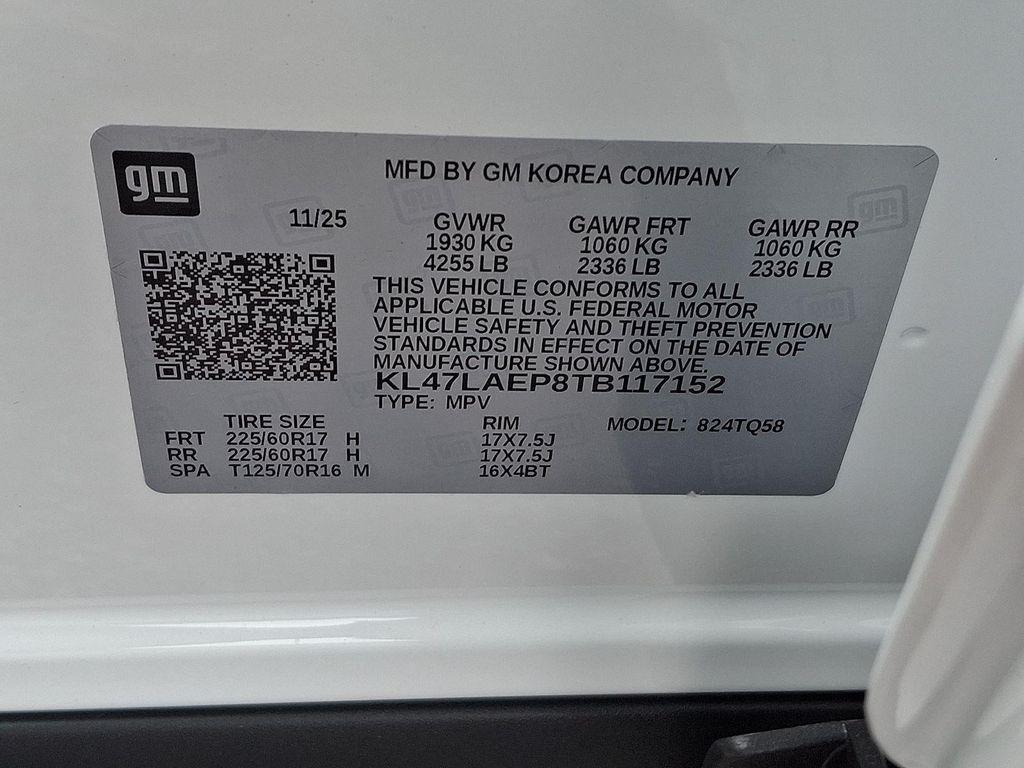 gm
MFD BY GM KOREA COMPANY
11/25 GVWR GAWR FRT GAWR RR
1930 KG 1060 KG 1060 KG
4255 LB 2336 LB 2336 LB
THIS VEHICLE CONFORMS TO ALL
APPLICABLE U.S. FEDERAL MOTOR
VEHICLE SAFETY AND THEFT PREVENTION
STANDARDS IN EFFECT ON THE DATE OF
MANUFACTURE SHOWN ABOVE.
KL47LAEP8TB117152
TYPE: MPV
TIRE SIZE RIM MODEL: 824TQ58
FRT 225/60R17 H 17X7.5J
RR 225/60R17 H 17X7.5J
SPA T125/70R16 M 16X4BT